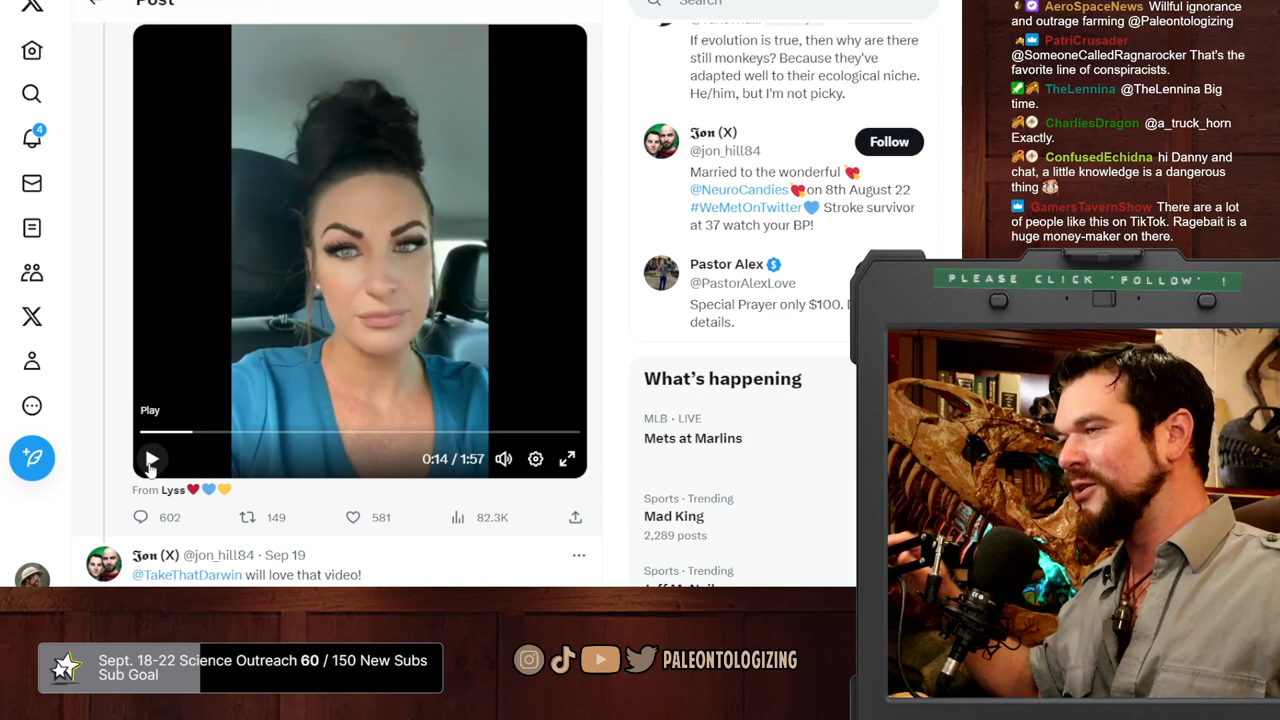 Post
Play
0:14 / 1:57
From Lyss
602
149
581
82.3K
Jon (X) @jon_hill84 · Sep 19
@TakeThatDarwin will love that video!
Search
If evolution is true, then why are there
still monkeys? Because they've
adapted well to their ecological niche.
He/him, but I'm not picky.
Jon (X)
@jon_hill84
Follow
Married to the wonderful
@NeuroCandies on 8th August 22
#WeMetOnTwitter Stroke survivor
at 37 watch your BP!
Pastor Alex
@PastorAlexLove
Special Prayer only $100.
details.
What's happening
MLB · LIVE
Mets at Marlins
Sports · Trending
Mad King
2,289 posts
Sports · Trending
4
AeroSpaceNews Willful ignorance
and outrage farming @Paleontologizing
PatriCrusader
@SomeoneCalledRagnarocker That's the
favorite line of conspiracists.
TheLennina @TheLennina Big
time.
CharliesDragon @a_truck_horn
Exactly.
ConfusedEchidna hi Danny and
chat, a little knowledge is a dangerous
thing
GamersTavernShow There are a lot
of people like this on TikTok. Ragebait is a
huge money-maker on there.
PLEASE CLICK 'FOLLOW' !
Sept. 18-22 Science Outreach 60 / 150 New Subs
Sub Goal
PALEONTOLOGIZING